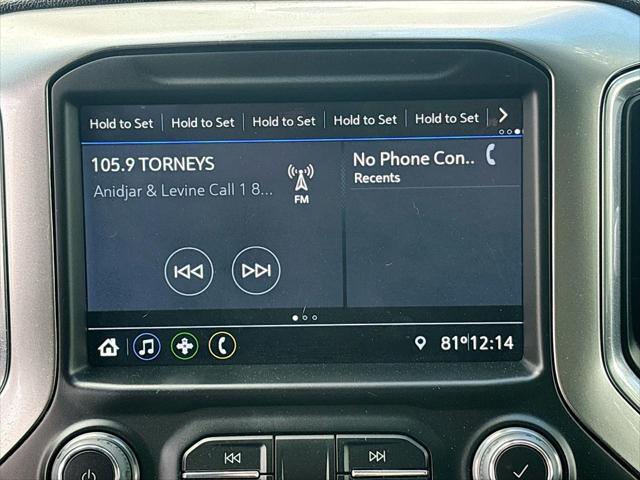 Hold to Set Hold to Set Hold to Set Hold to Set Hold to Set
105.9 TORNEYS
Anidjar & Levine Call 1 8...
FM
No Phone Con..
Recents
81° 12:14